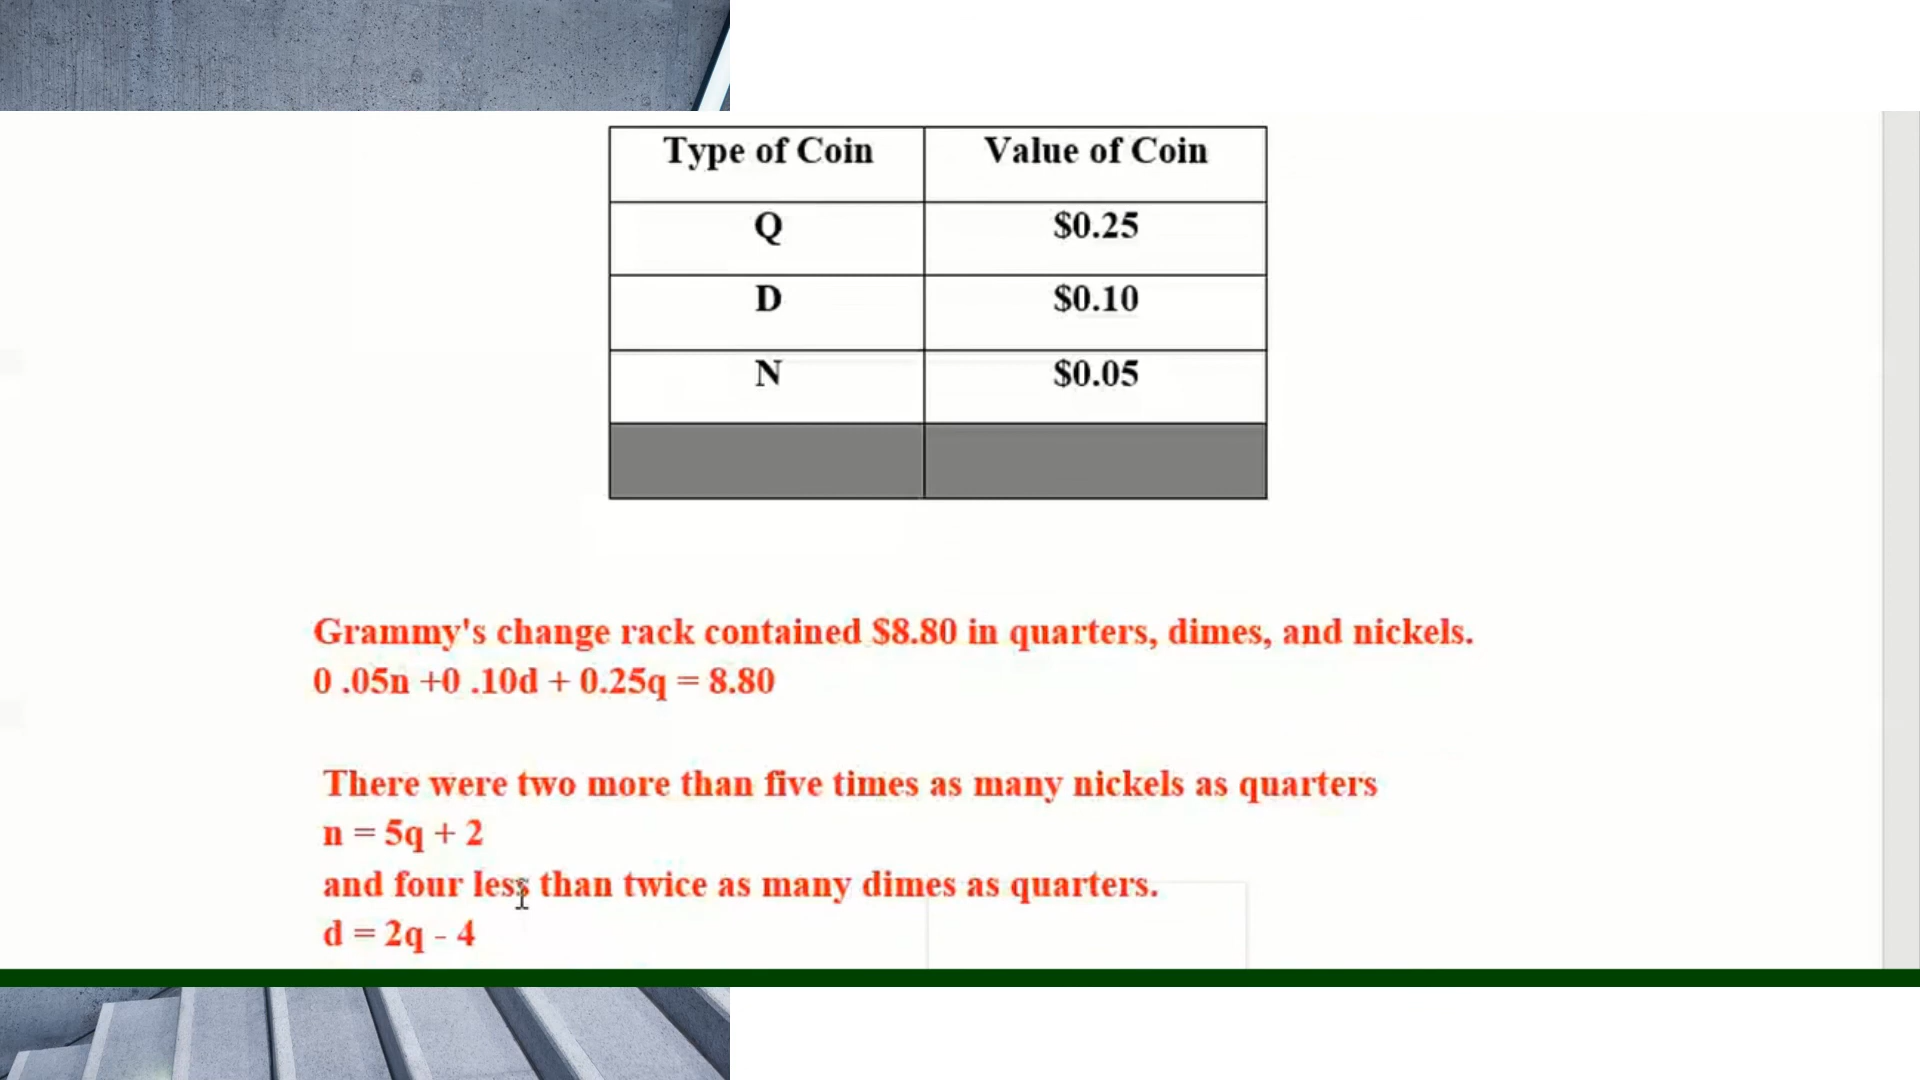 Type of Coin Value of Coin
Q $0.25
D $0.10
N $0.05
Grammy's change rack contained $8.80 in quarters, dimes, and nickels.
0 .05n +0 .10d + 0.25q = 8.80
There were two more than five times as many nickels as quarters
n = 5q + 2
and four less than twice as many dimes as quarters.
d = 2q - 4